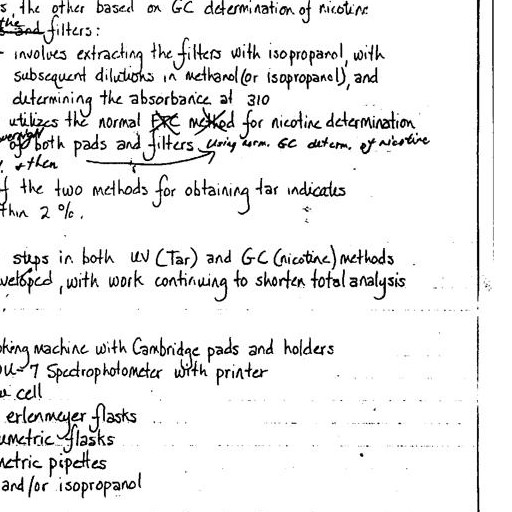 s, the other based on GC determination of nicotine
the
and filters:
involves extracting the filters with isopropanol, with
subsequent dilutions in methanol (or isopropanol), and
determining the absorbance at 310
utilizes the normal method for nicotine determination
of both pads and filters using norm. GC determ. of nicotine
& then
f the two methods for obtaining tar indicates
thin 2 %.
steps in both UV (Tar) and GC (nicotine) methods
veloped, with work continuing to shorten total analysis
oking machine with Cambridge pads and holders
DU-7 Spectrophotometer with printer
w cell
erlenmeyer flasks
umetric flasks
metric pipettes
and/or isopropanol